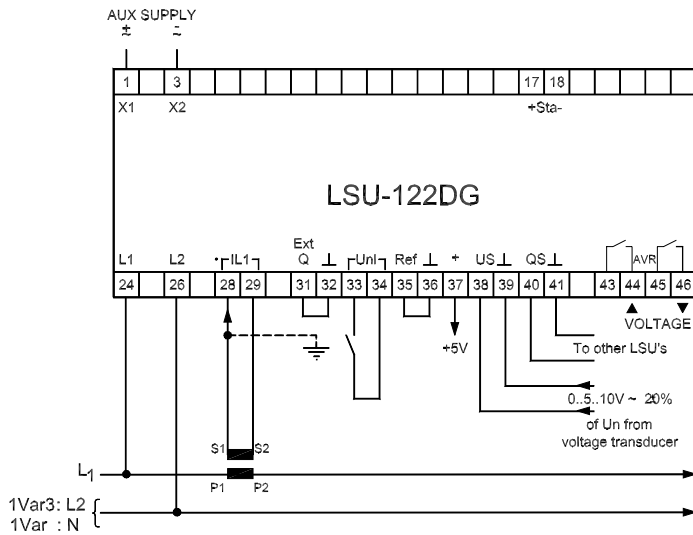 AUX SUPPLY
± ~
- ~
1 3 17 18
X1 X2 +Sta-
LSU-122DG
Ext
L1 L2 IL1 Q ⊥ Uni Ref ⊥ + US ⊥ QS ⊥ AVR
24 26 28 29 31 32 33 34 35 36 37 38 39 40 41 43 44 45 46
VOLTAGE
+5V
To other LSU's
0..5..10V ~ ±20%
of Un from
voltage transducer
S1 S2
L1
P1 P2
1Var3: L2
1Var : N